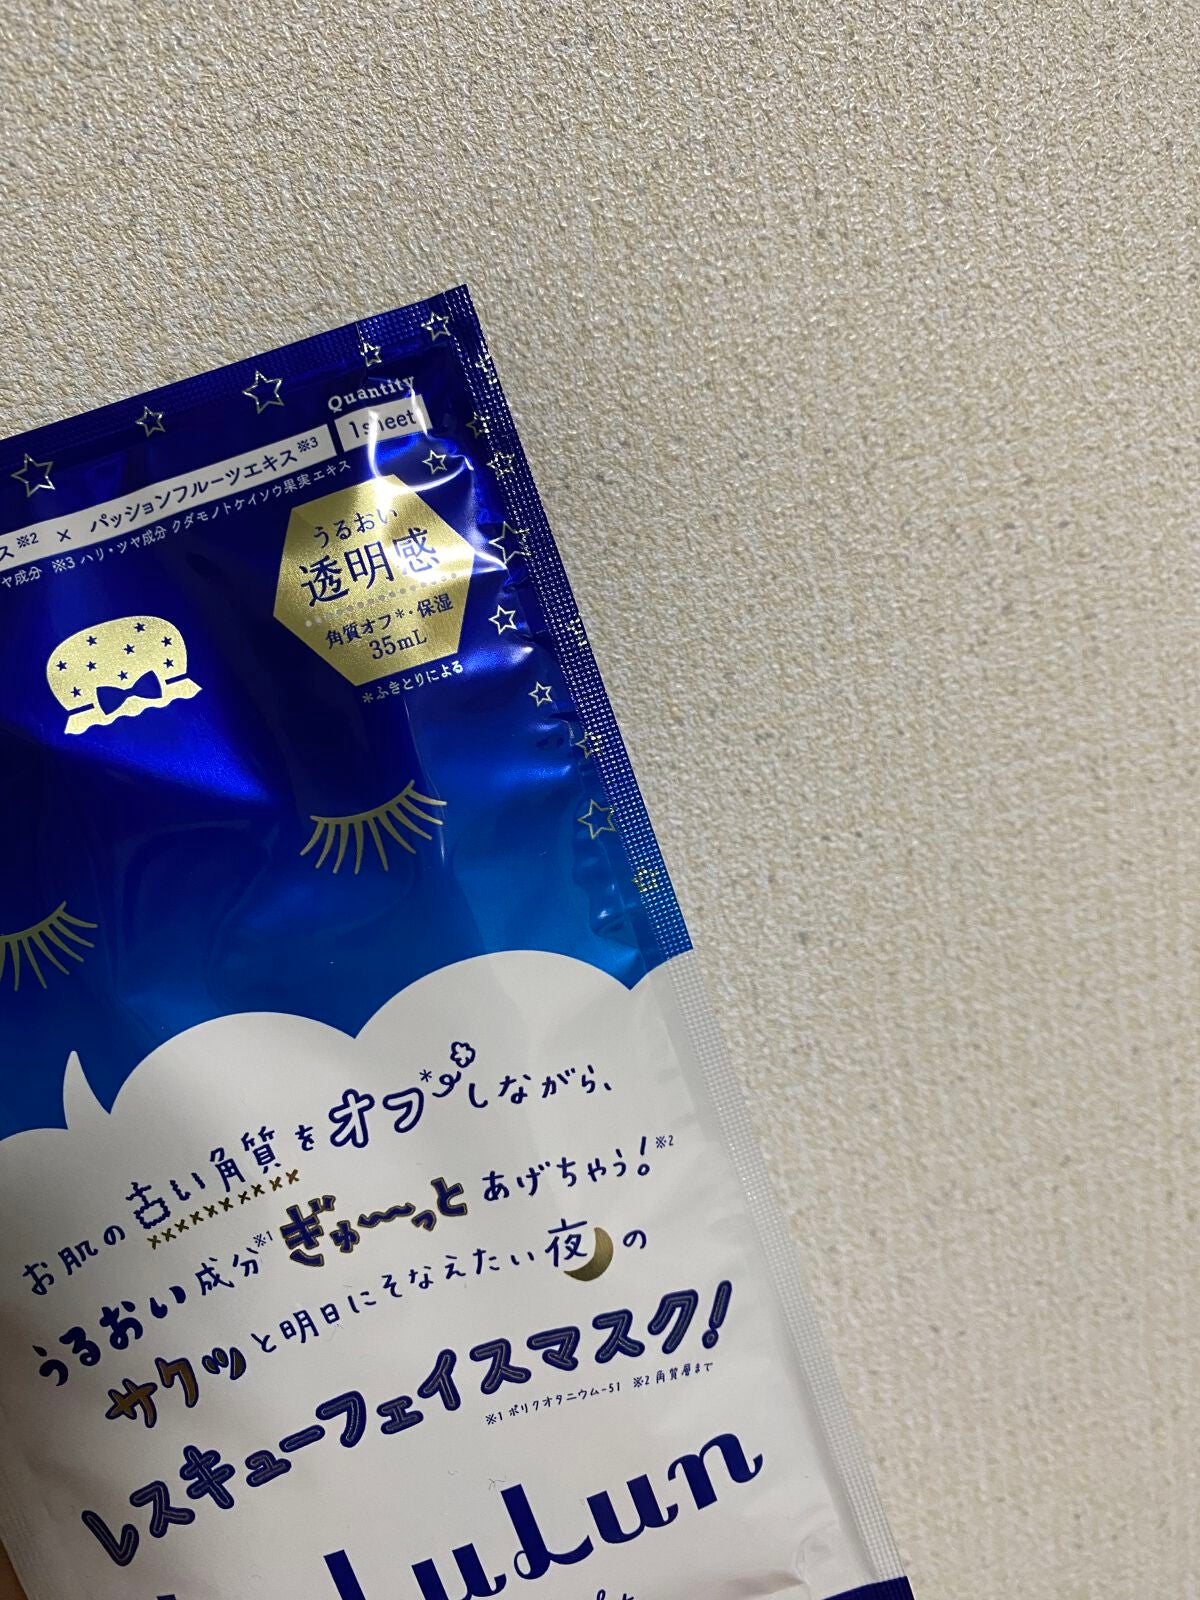 Quantity
1sheet
ス※2 × パッションフルーツエキス※3
ヤ成分 ※3 ハリ・ツヤ成分 クダモノトケイソウ果実エキス
うるおい
透明感
角質オフ*・保湿
35mL
*ふきとりによる
お肌の古い角質をオフ*しながら、
うるおい成分※1ぎゅ〜っとあげちゃう!※2
サクッと明日にそなえたい夜の
レスキューフェイスマスク!
※1 ポリクオタニウム-51 ※2 角質層まで
LuLun